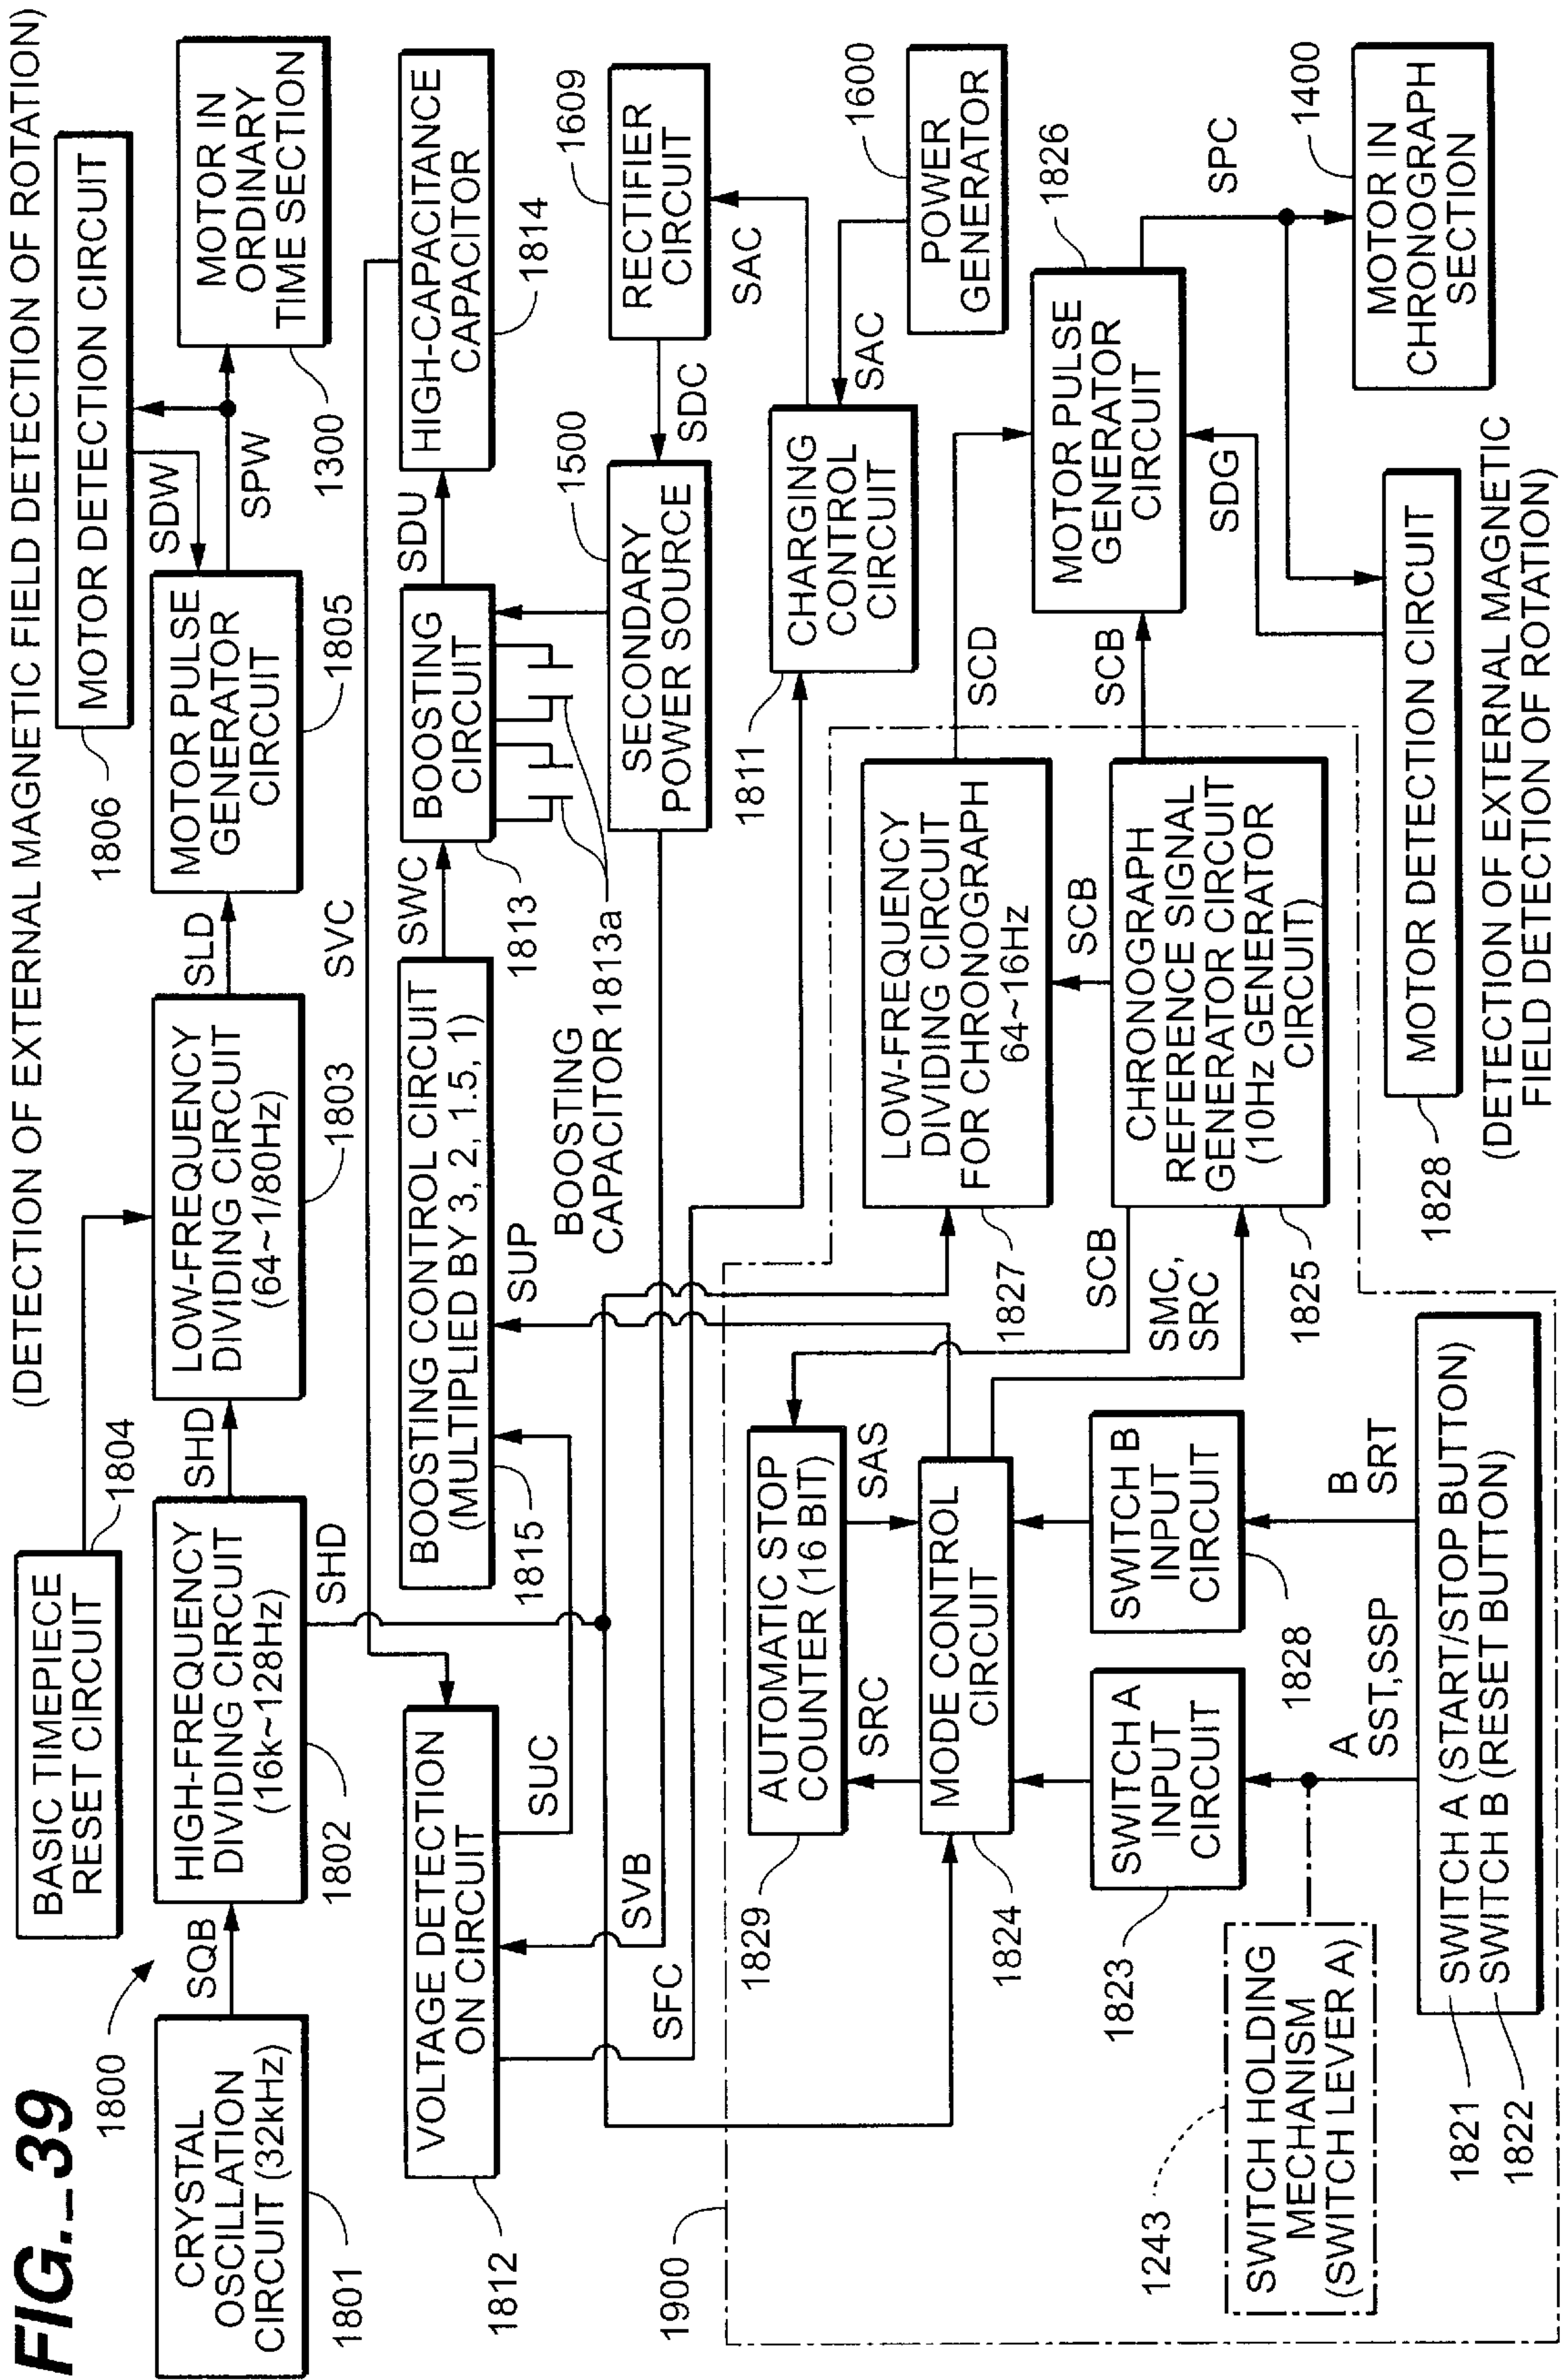 FIG._39
(DETECTION OF EXTERNAL MAGNETIC FIELD DETECTION OF ROTATION)
1800
BASIC TIMEPIECE
RESET CIRCUIT
1804
1806
MOTOR DETECTION CIRCUIT
CRYSTAL
OSCILLATION
CIRCUIT (32kHz)
1801
SQB
HIGH-FREQUENCY
DIVIDING CIRCUIT
(16k~128Hz)
1802
SHD
SHD
LOW-FREQUENCY
DIVIDING CIRCUIT
(64~1/80Hz)
1803
SLD
MOTOR PULSE
GENERATOR
CIRCUIT
1805
SDW
SPW
MOTOR IN
ORDINARY
TIME SECTION
1300
SVC
VOLTAGE DETECTION
ON CIRCUIT
1812
SUC
SVB
SFC
BOOSTING CONTROL CIRCUIT
(MULTIPLIED BY 3, 2, 1.5, 1)
1815
SUP
SWC
BOOSTING
CIRCUIT
1813
BOOSTING
CAPACITOR 1813a
SDU
HIGH-CAPACITANCE
CAPACITOR
1814
SECONDARY
POWER SOURCE
1500
SDC
RECTIFIER
CIRCUIT
1609
SAC
CHARGING
CONTROL
CIRCUIT
1811
SAC
POWER
GENERATOR
1600
1900
AUTOMATIC STOP
COUNTER (16 BIT)
1829
SRC
SAS
MODE CONTROL
CIRCUIT
1824
SCB
SMC,
SRC
LOW-FREQUENCY
DIVIDING CIRCUIT
FOR CHRONOGRAPH
64~16Hz
1827
SCB
CHRONOGRAPH
REFERENCE SIGNAL
GENERATOR CIRCUIT
(10Hz GENERATOR
CIRCUIT)
1825
SCD
SCB
MOTOR PULSE
GENERATOR
CIRCUIT
1826
SDG
SPC
MOTOR IN
CHRONOGRAPH
SECTION
1400
SWITCH A
INPUT
CIRCUIT
1823
SWITCH B
INPUT
CIRCUIT
1828
A
SST,SSP
B
SRT
1243
SWITCH HOLDING
MECHANISM
(SWITCH LEVER A)
1821
SWITCH A (START/STOP BUTTON)
1822
SWITCH B (RESET BUTTON)
MOTOR DETECTION CIRCUIT
1828
(DETECTION OF EXTERNAL MAGNETIC
FIELD DETECTION OF ROTATION)